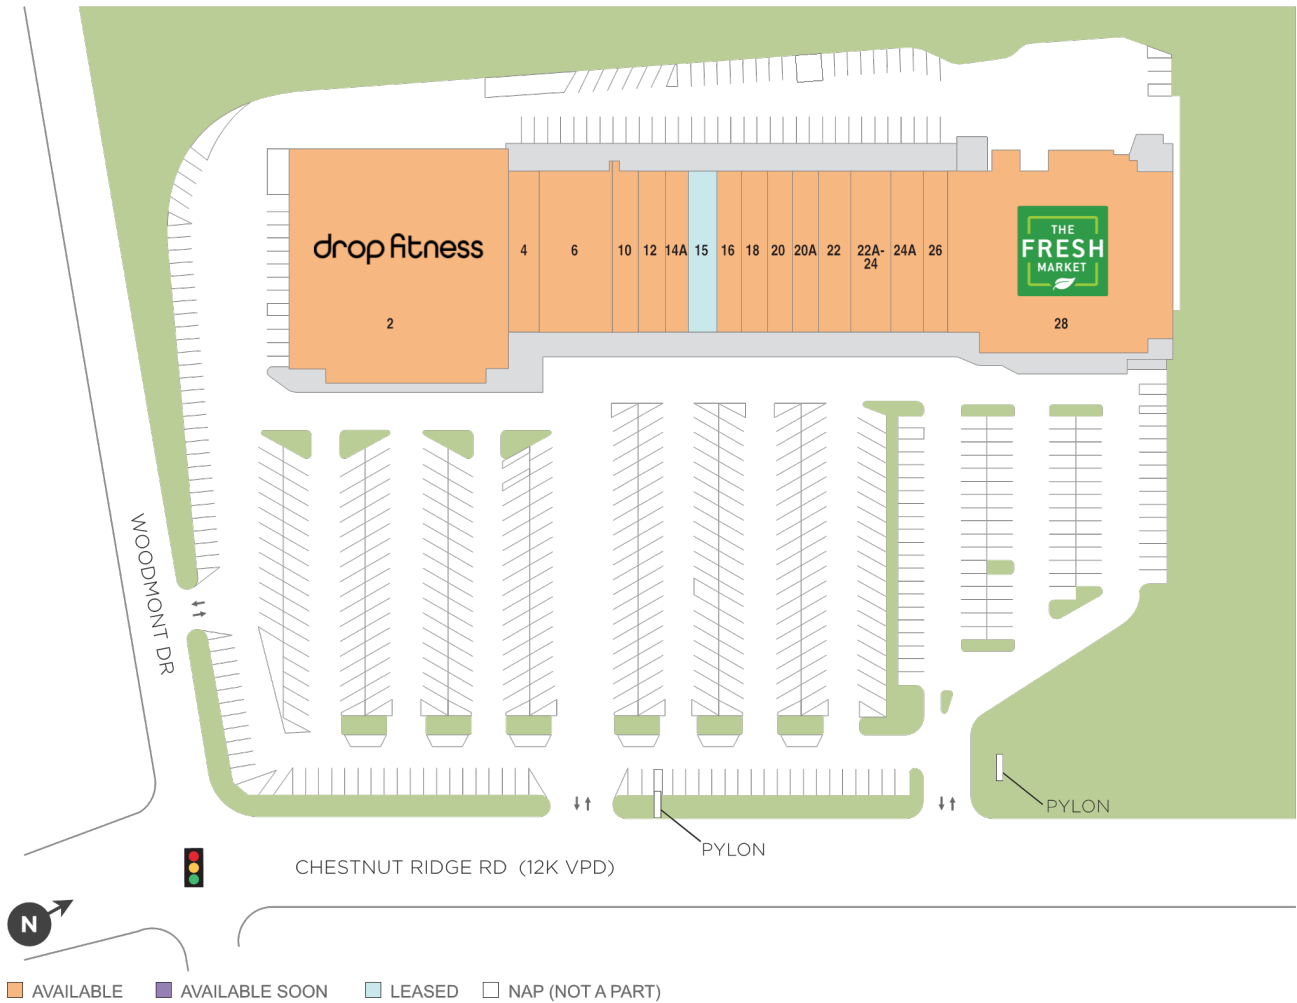 drop fitness
2
4
6
10
12
14A
15
16
18
20
20A
22
22A-
24
24A
26
THE
FRESH
MARKET
28
WOODMONT DR
PYLON
PYLON
CHESTNUT RIDGE RD (12K VPD)
N
AVAILABLE
AVAILABLE SOON
LEASED
NAP (NOT A PART)